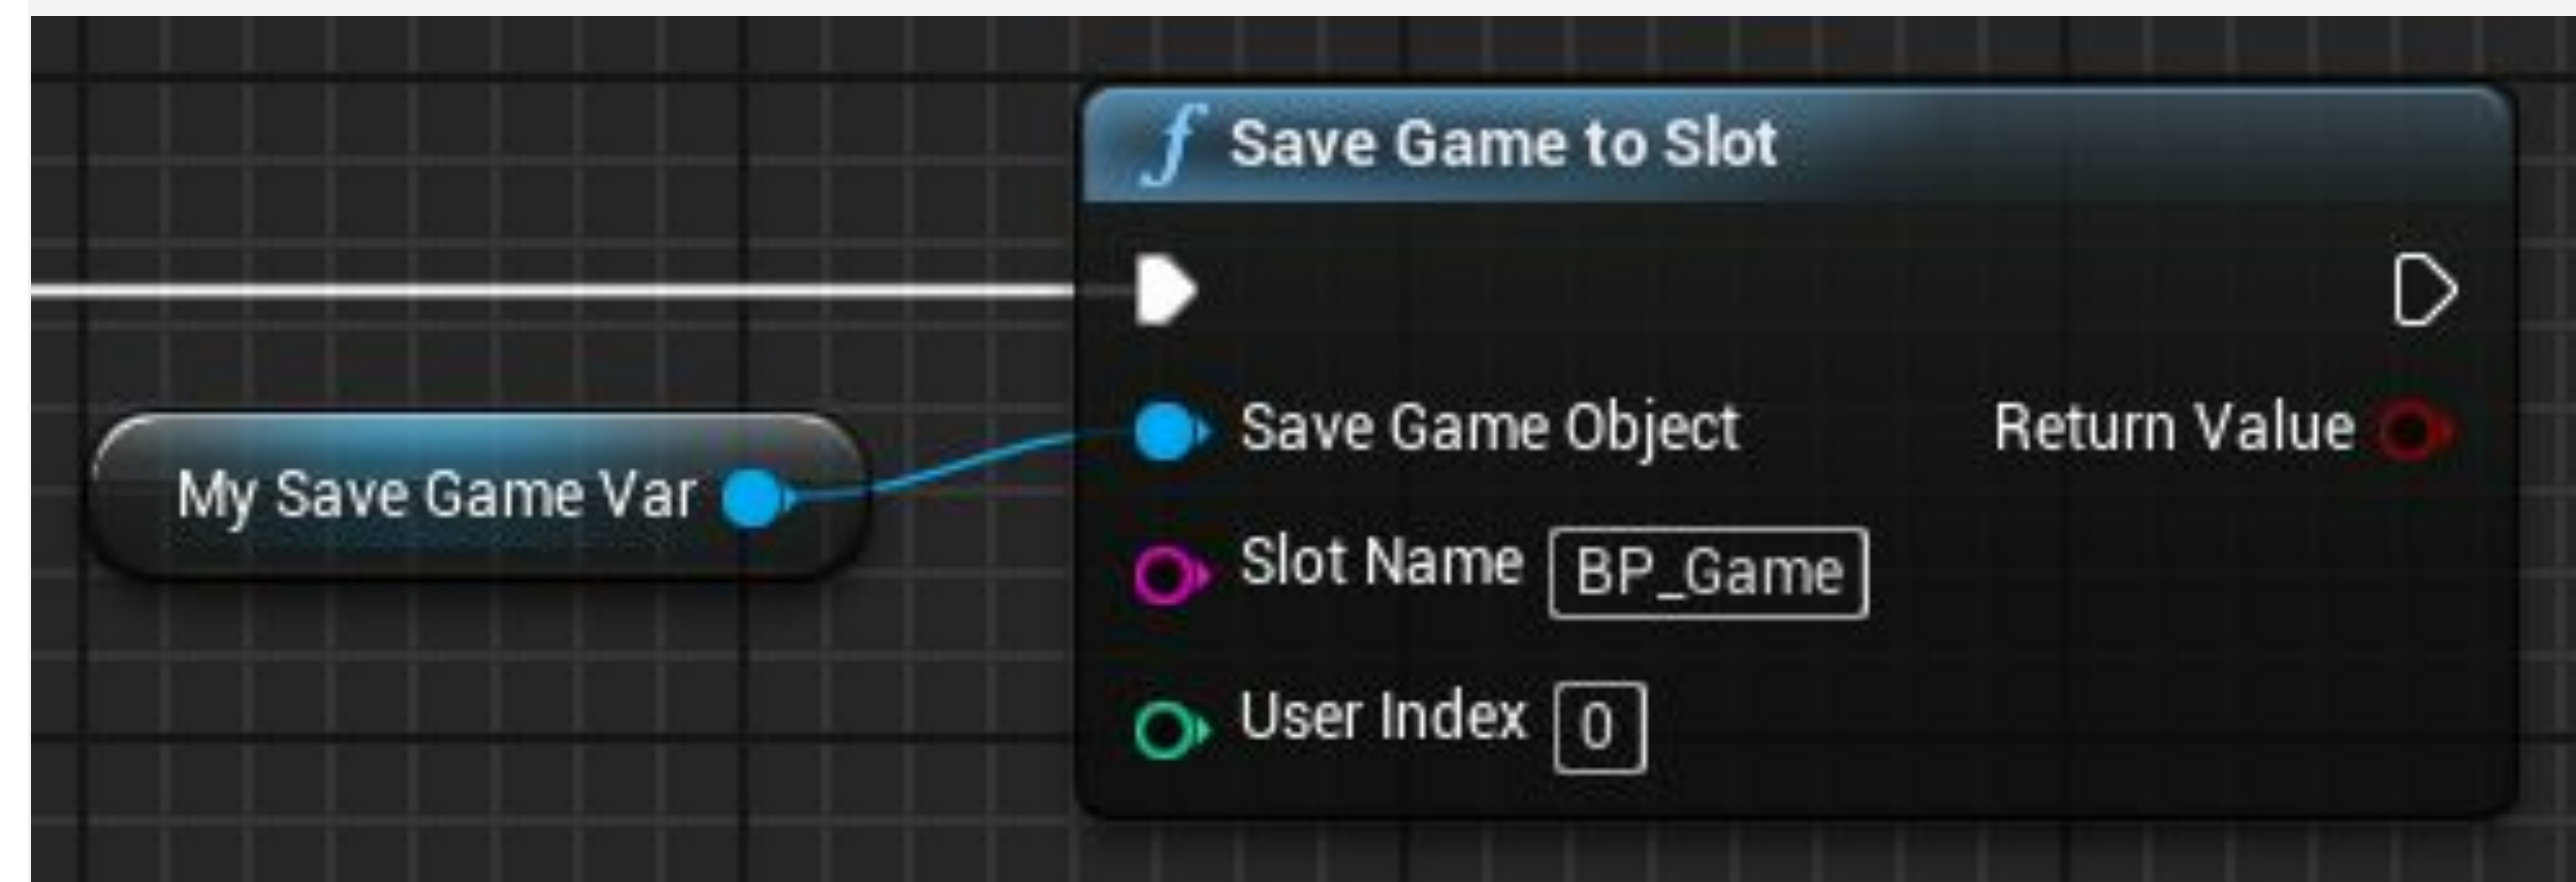 f Save Game to Slot
Save Game Object
Return Value
My Save Game Var
Slot Name BP_Game
User Index 0